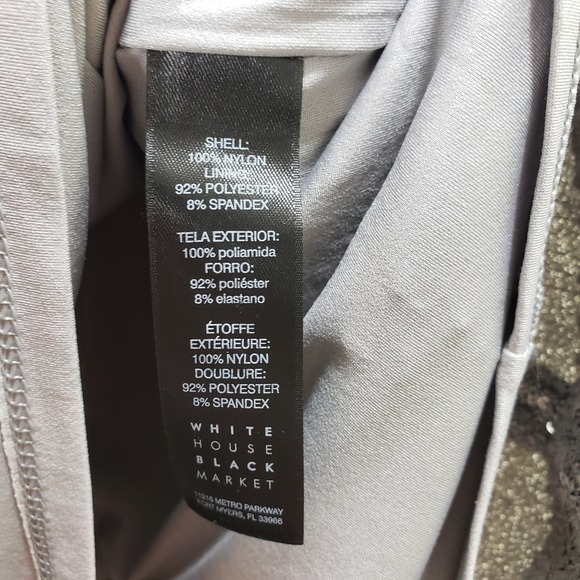 SHELL:
100% NYLON
LINING:
92% POLYESTER
8% SPANDEX
TELA EXTERIOR:
100% poliamida
FORRO:
92% poliéster
8% elastano
ÉTOFFE
EXTÉRIEURE:
100% NYLON
DOUBLURE:
92% POLYESTER
8% SPANDEX
WHITE
HOUSE
BLACK
MARKET
11215 METRO PARKWAY
FORT MYERS, FL 33966